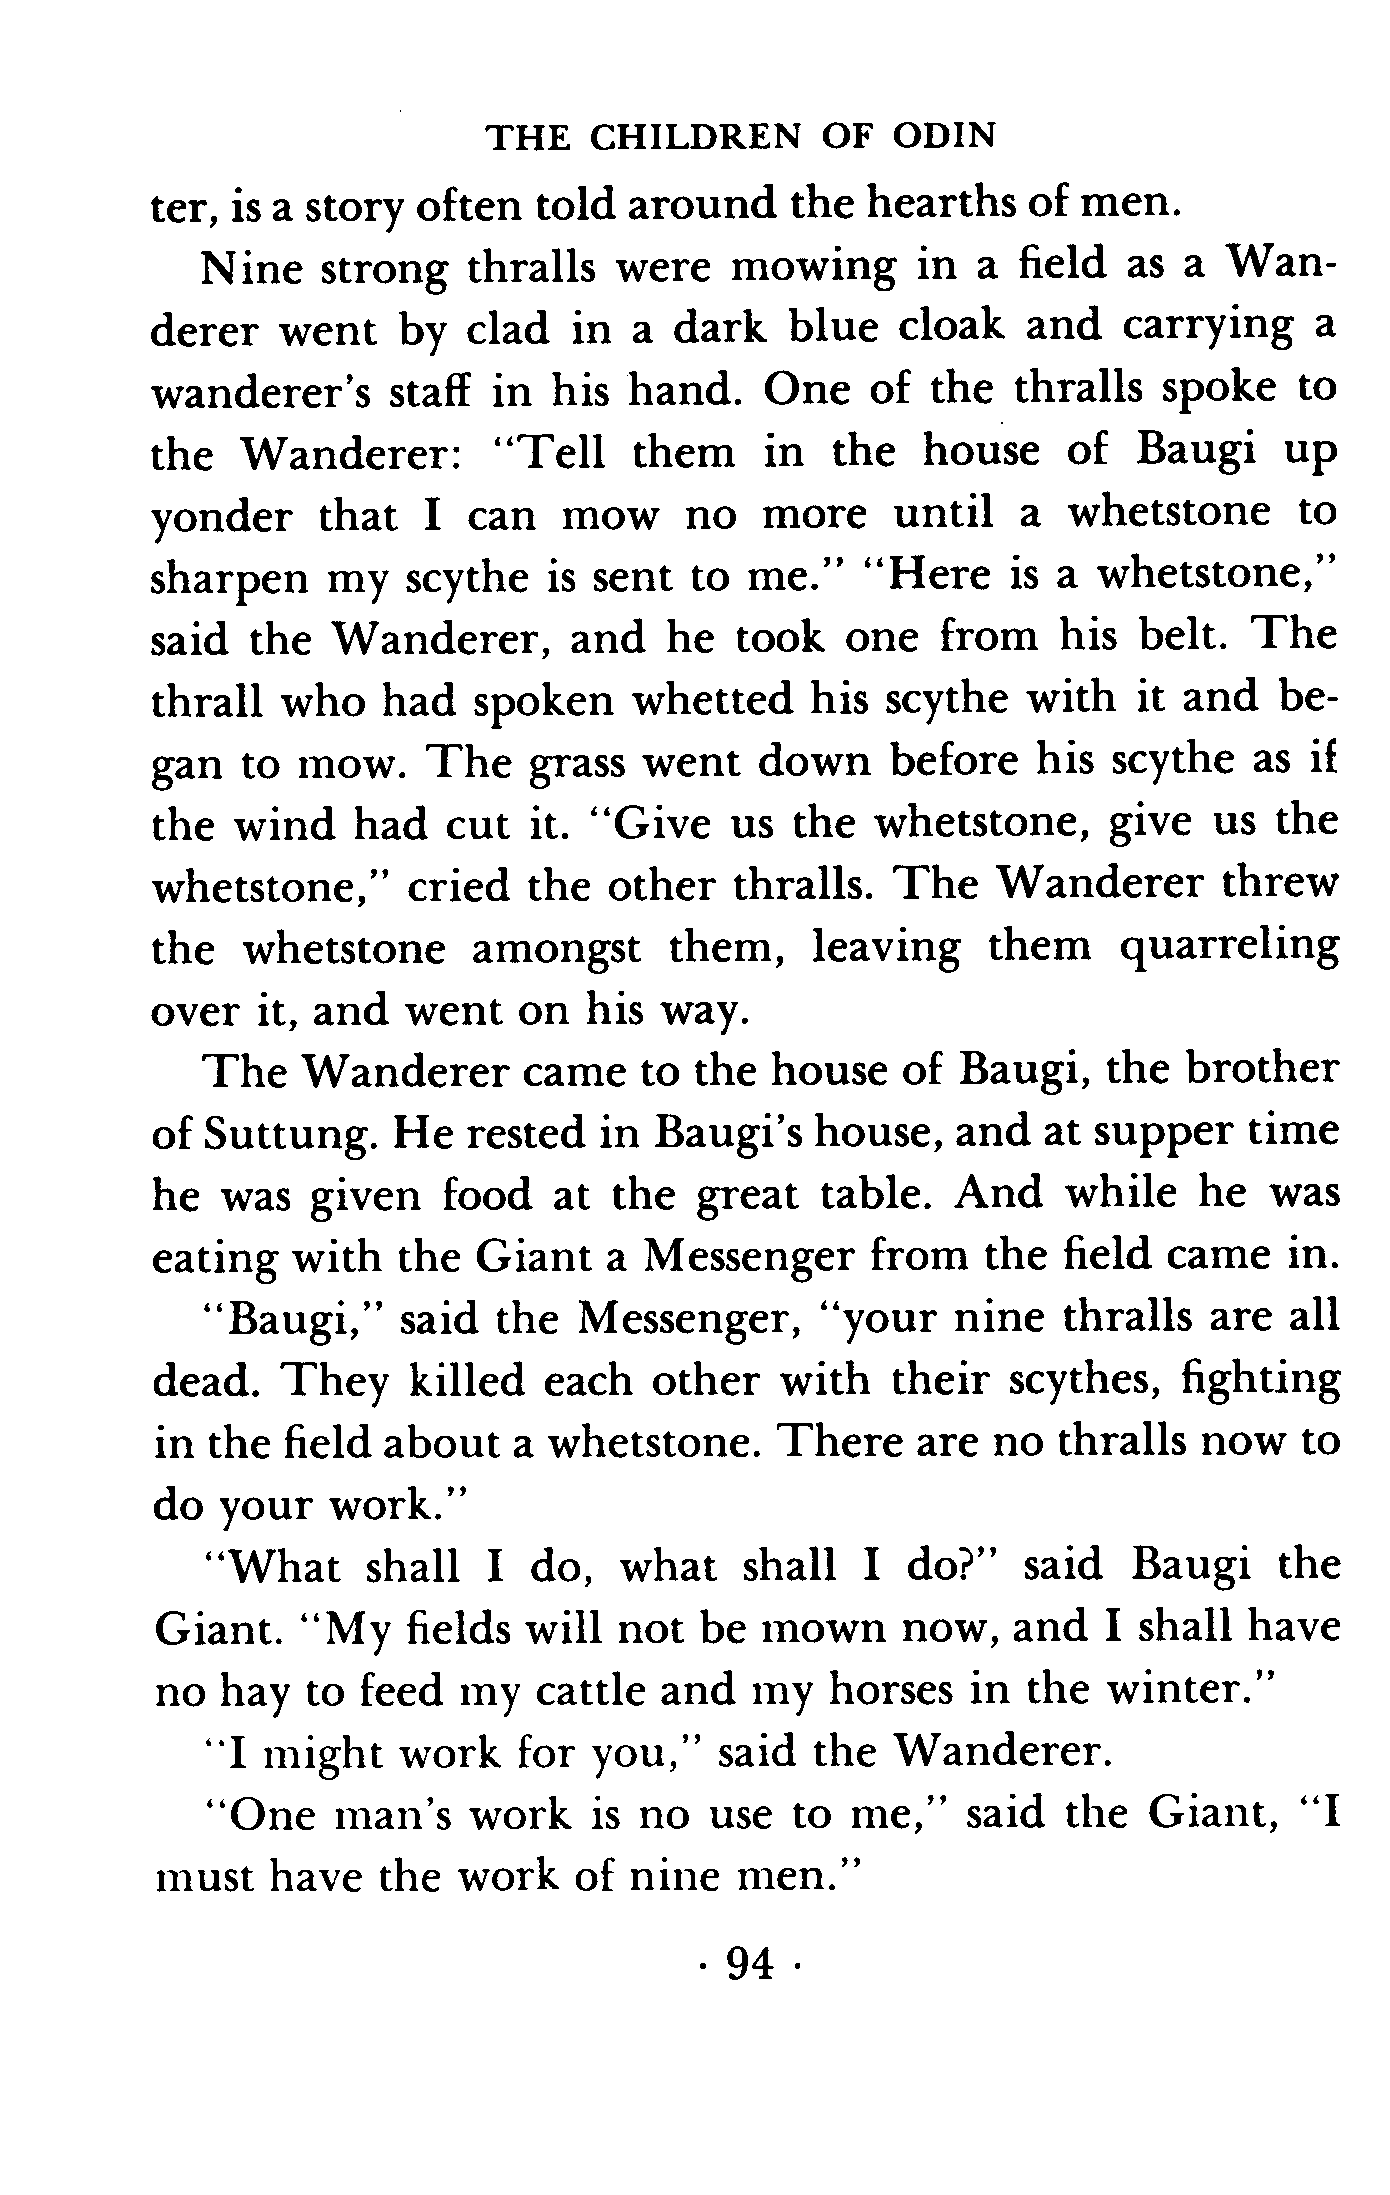 THE CHILDREN OF ODIN
ter, is a story often told around the hearths of men.
Nine strong thralls were mowing in a field as a Wan-
derer went by clad in a dark blue cloak and carrying a
wanderer's staff in his hand. One of the thralls spoke to
the Wanderer: "Tell them in the house of Baugi up
yonder that I can mow no more until a whetstone to
sharpen my scythe is sent to me." "Here is a whetstone,"
said the Wanderer, and he took one from his belt. The
thrall who had spoken whetted his scythe with it and be-
gan to mow. The grass went down before his scythe as if
the wind had cut it. "Give us the whetstone, give us the
whetstone," cried the other thralls. The Wanderer threw
the whetstone amongst them, leaving them quarreling
over it, and went on his way.
The Wanderer came to the house of Baugi, the brother
of Suttung. He rested in Baugi's house, and at supper time
he was given food at the great table. And while he was
eating with the Giant a Messenger from the field came in.
"Baugi," said the Messenger, "your nine thralls are all
dead. They killed each other with their scythes, fighting
in the field about a whetstone. There are no thralls now to
do your work."
"What shall I do, what shall I do?" said Baugi the
Giant. "My fields will not be mown now, and I shall have
no hay to feed my cattle and my horses in the winter."
"I might work for you," said the Wanderer.
"One man's work is no use to me," said the Giant, "I
must have the work of nine men."
· 94 ·